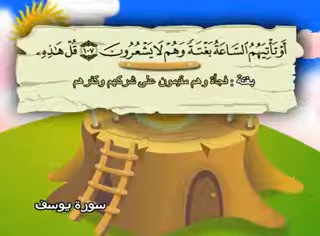 أَوْ تَأْتِيَهُمُ السَّاعَةُ بَغْتَةً وَهُمْ لَا يَشْعُرُونَ ١٠٧ قُلْ هَٰذِهِۦ
بغتة : فجأة وهم مقيمون على شركهم وكفرهم
سورة يوسف